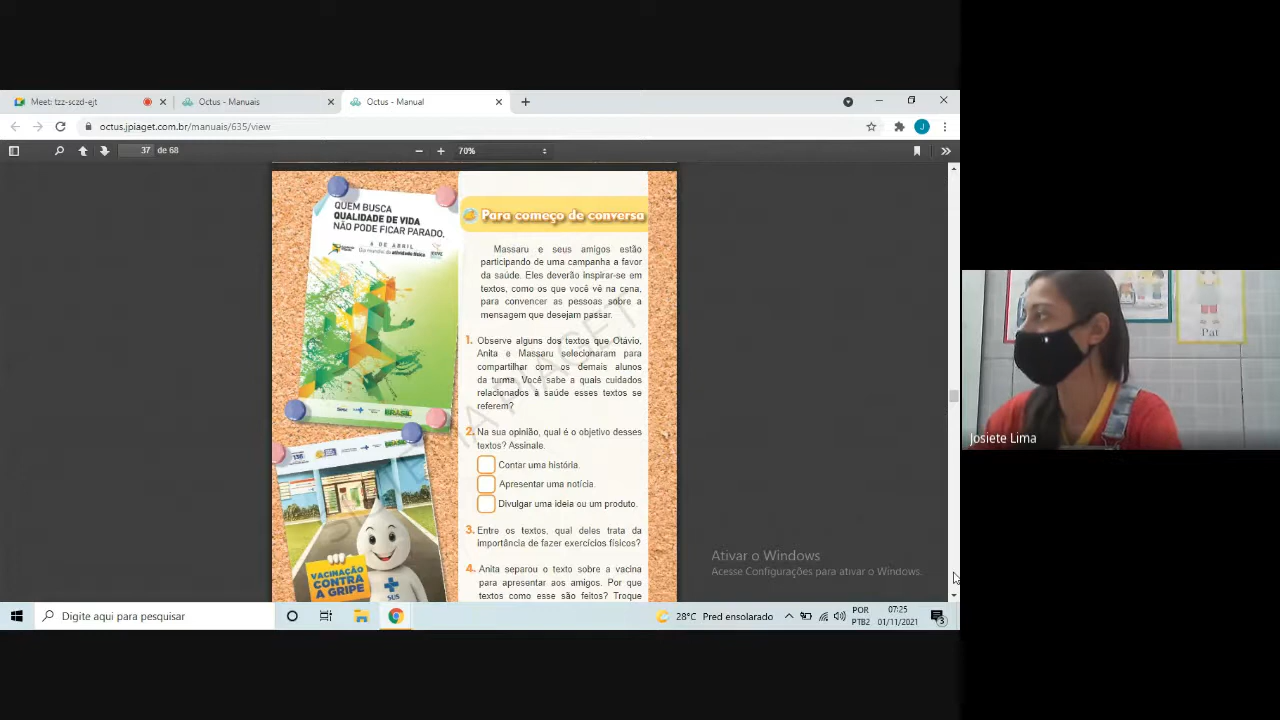 Meet: tzz-sczd-ejt
Octus - Manuais
Octus - Manual
octus.jpiaget.com.br/manuais/635/view
J
37 de 68
70%
QUEM BUSCA
QUALIDADE DE VIDA
NÃO PODE FICAR PARADO.
6 DE ABRIL
Dia mundial da atividade física
BRASIL
136
VACINAÇÃO
CONTRA
A GRIPE
SUS
Para começo de conversa
Massaru e seus amigos estão
participando de uma campanha a favor
da saúde. Eles deverão inspirar-se em
textos, como os que você vê na cena,
para convencer as pessoas sobre a
mensagem que desejam passar.
1. Observe alguns dos textos que Otávio,
Anita e Massaru selecionaram para
compartilhar com os demais alunos
da turma. Você sabe a quais cuidados
relacionados à saúde esses textos se
referem?
2. Na sua opinião, qual é o objetivo desses
textos? Assinale.
Contar uma história.
Apresentar uma notícia.
Divulgar uma ideia ou um produto.
3. Entre os textos, qual deles trata da
importância de fazer exercícios físicos?
4. Anita separou o texto sobre a vacina
para apresentar aos amigos. Por que
textos como esse são feitos? Troque
PIAGET
Ativar o Windows
Acesse Configurações para ativar o Windows.
Digite aqui para pesquisar
28°C Pred ensolarado
POR
PTB2
07:25
01/11/2021
3
Pat
Josiete Lima